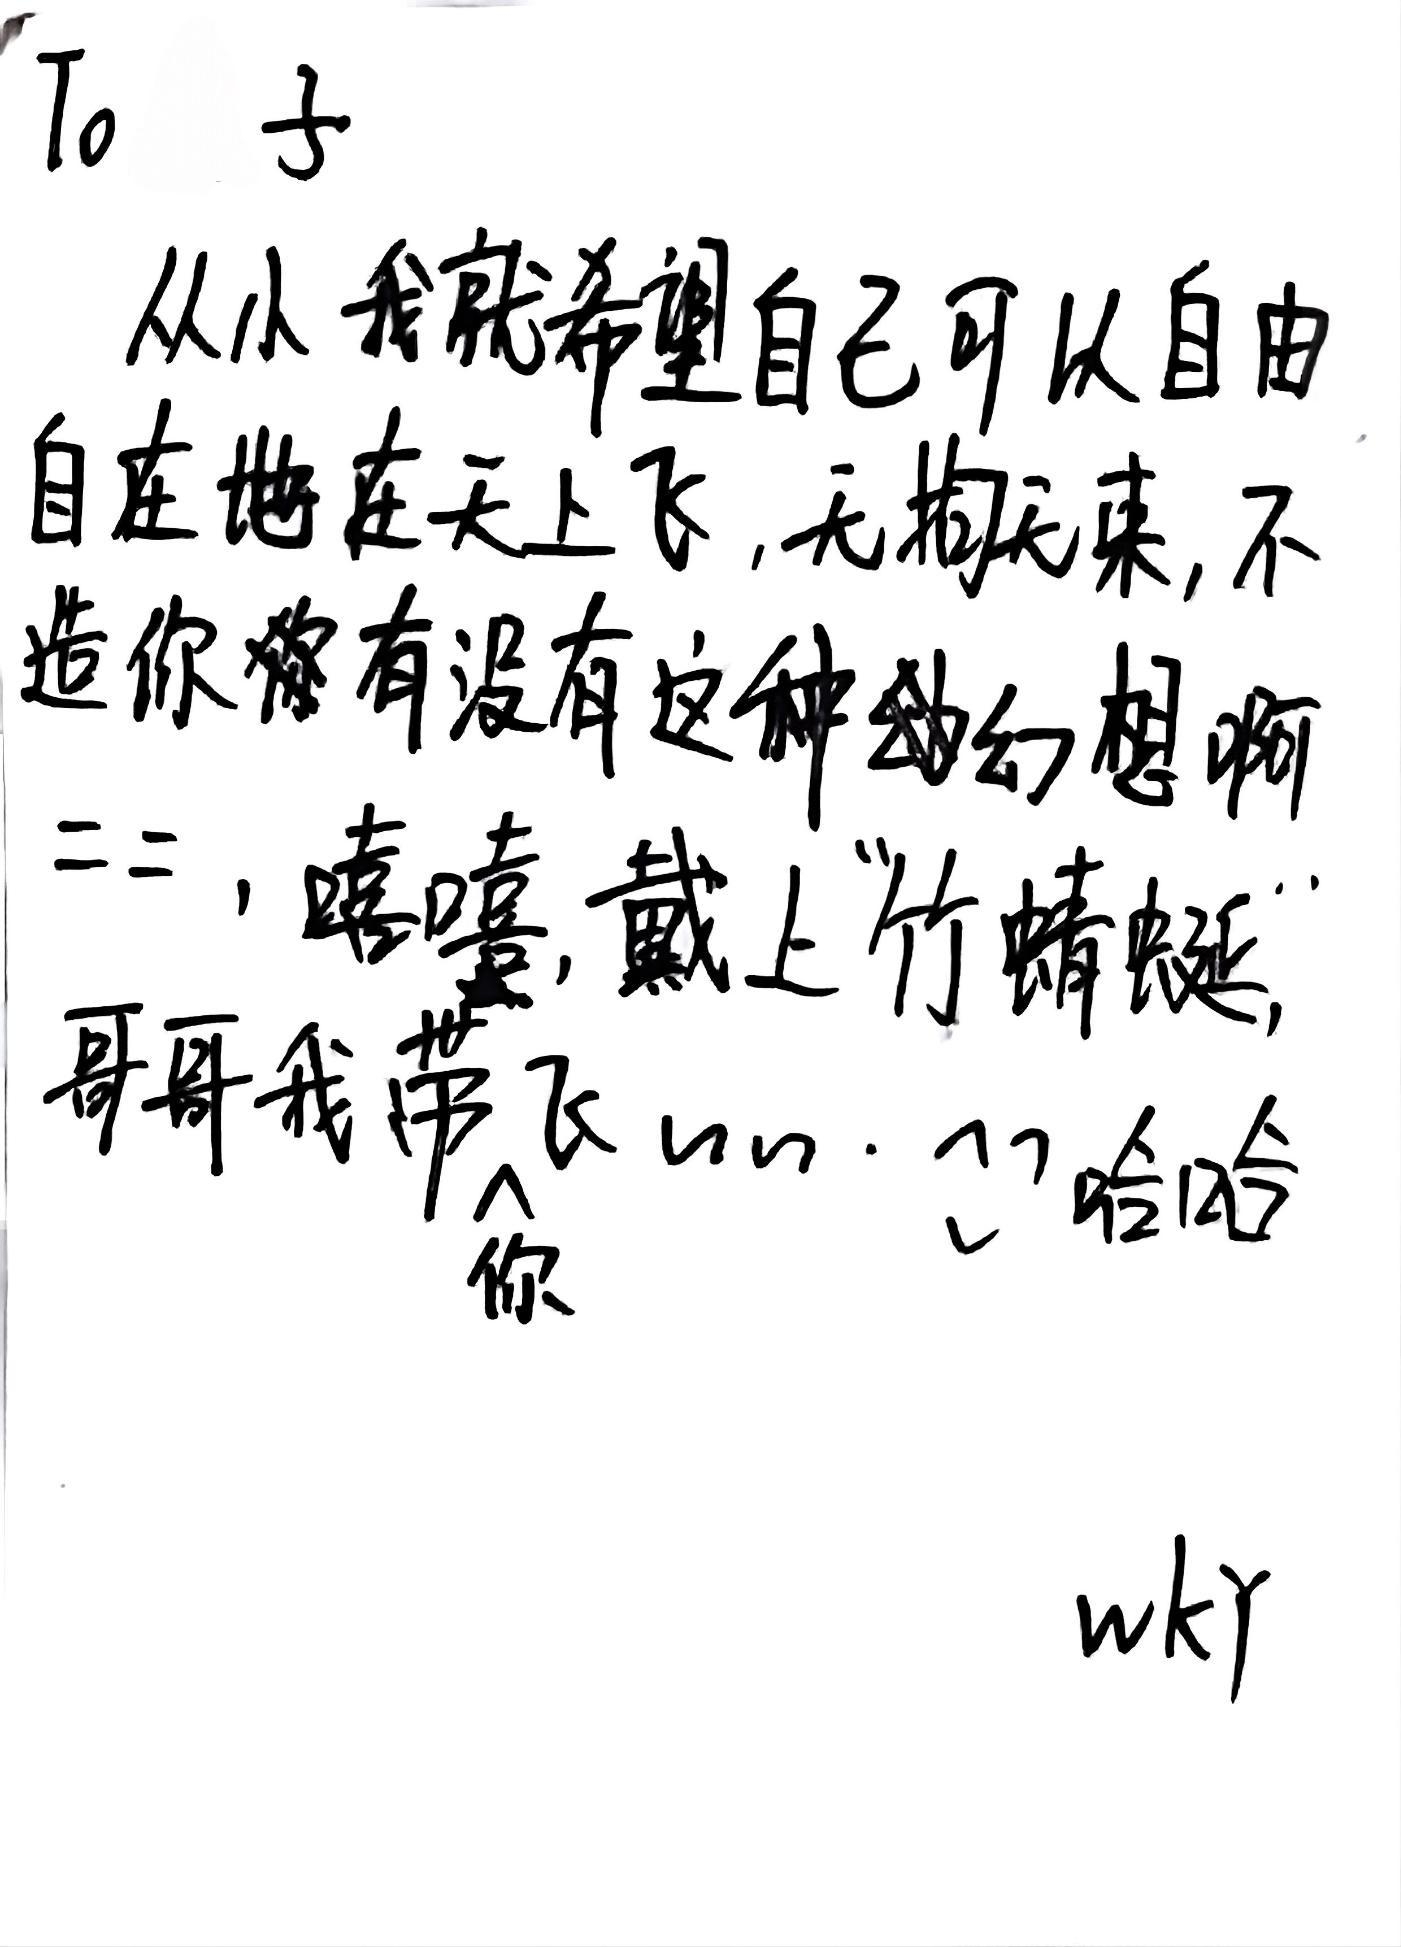 To 子
从小我就希望自己可以自由
自在地在天上飞,无拘无束,不
造你有没有这种幻想啊
==,嘻嘻,戴上“竹蜻蜓”,
哥哥我带你飞~~. ^^哈哈
wky